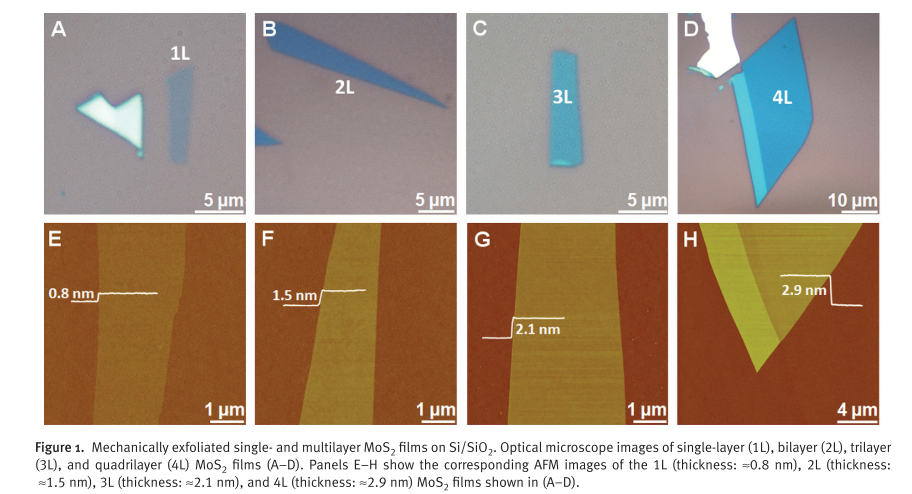 A
1L
5 µm
B
2L
5 µm
C
3L
5 µm
D
4L
10 µm
E
0.8 nm
1 µm
F
1.5 nm
1 µm
G
2.1 nm
1 µm
H
2.9 nm
4 µm
Figure 1. Mechanically exfoliated single- and multilayer MoS₂ films on Si/SiO₂. Optical microscope images of single-layer (1L), bilayer (2L), trilayer
(3L), and quadrilayer (4L) MoS₂ films (A–D). Panels E–H show the corresponding AFM images of the 1L (thickness: ≈0.8 nm), 2L (thickness:
≈1.5 nm), 3L (thickness: ≈2.1 nm), and 4L (thickness: ≈2.9 nm) MoS₂ films shown in (A–D).